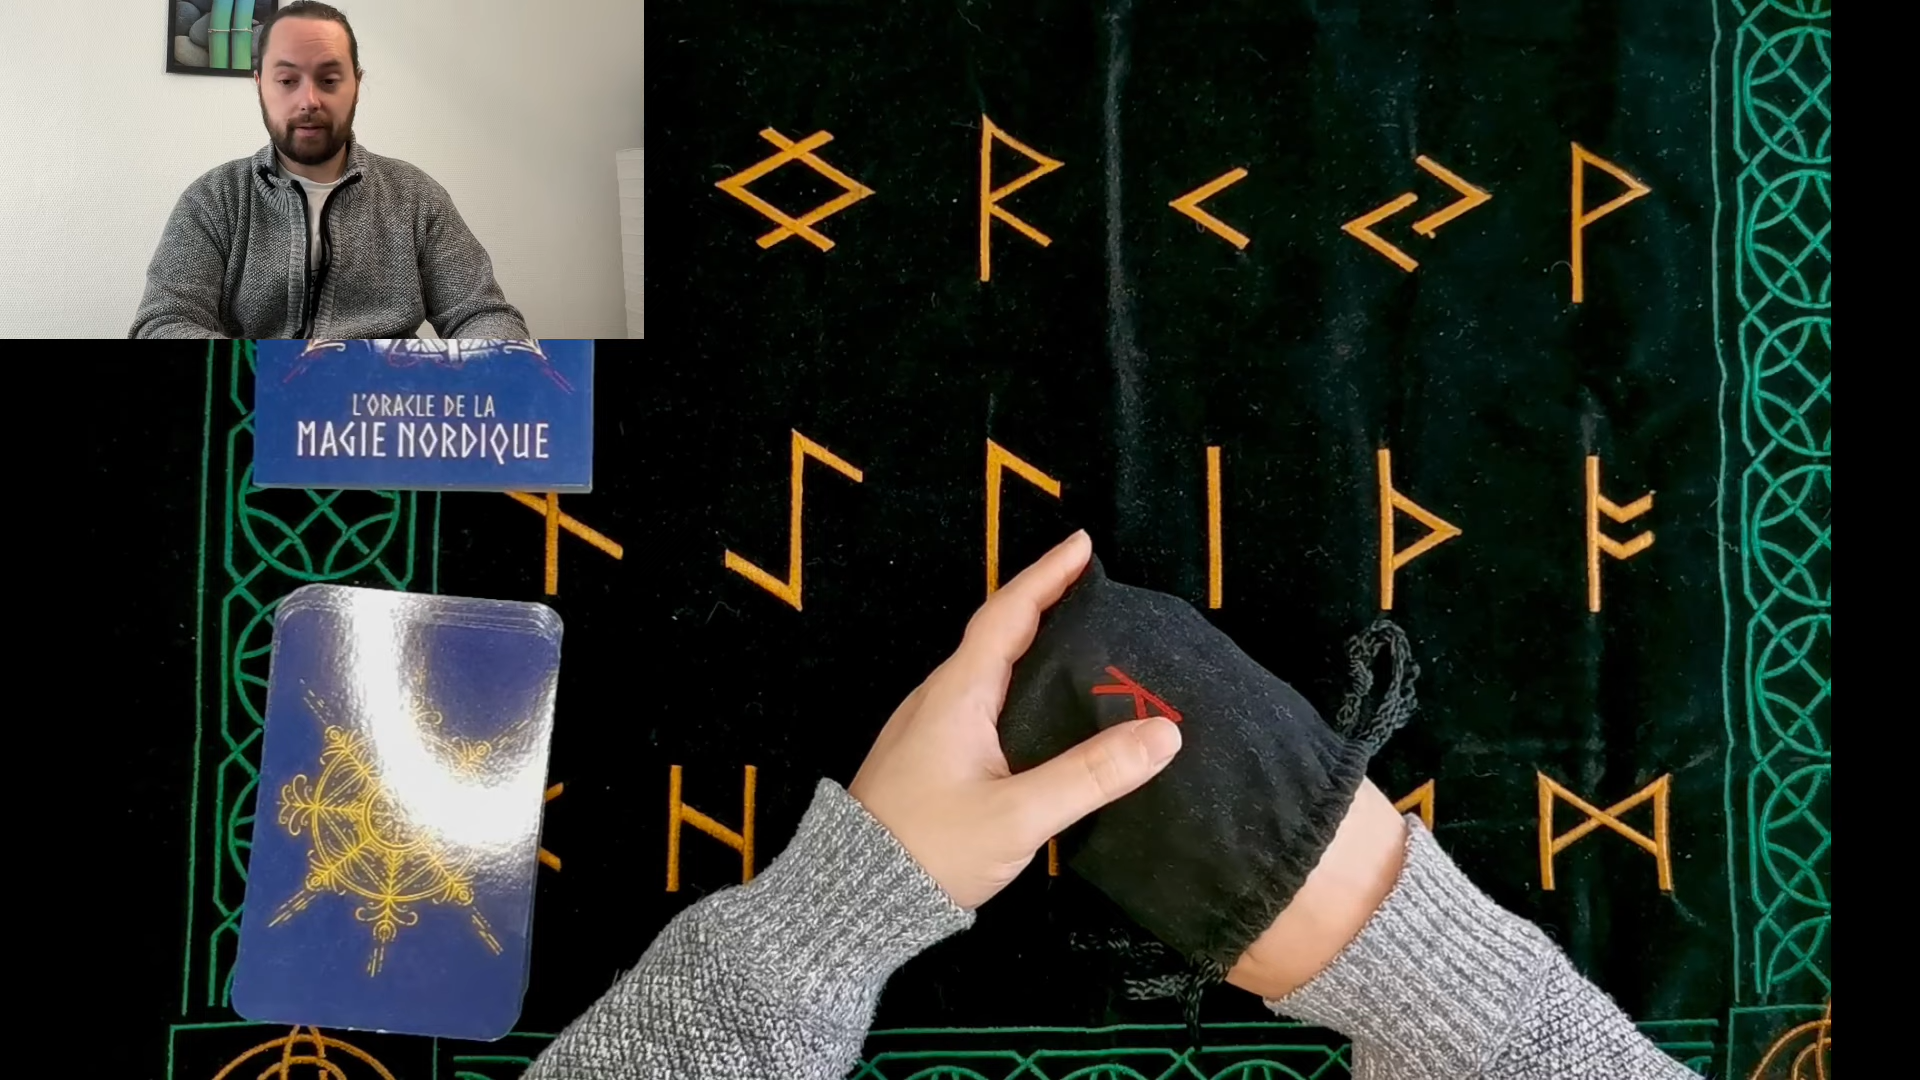 ᛝ ᚱ ᚲ ᛃ ᚹ
L'ORACLE DE LA
MAGIE NORDIQUE
ᚾ ᛇ ᛚ ᛁ ᚦ ᚨ
ᚺ ᛗ